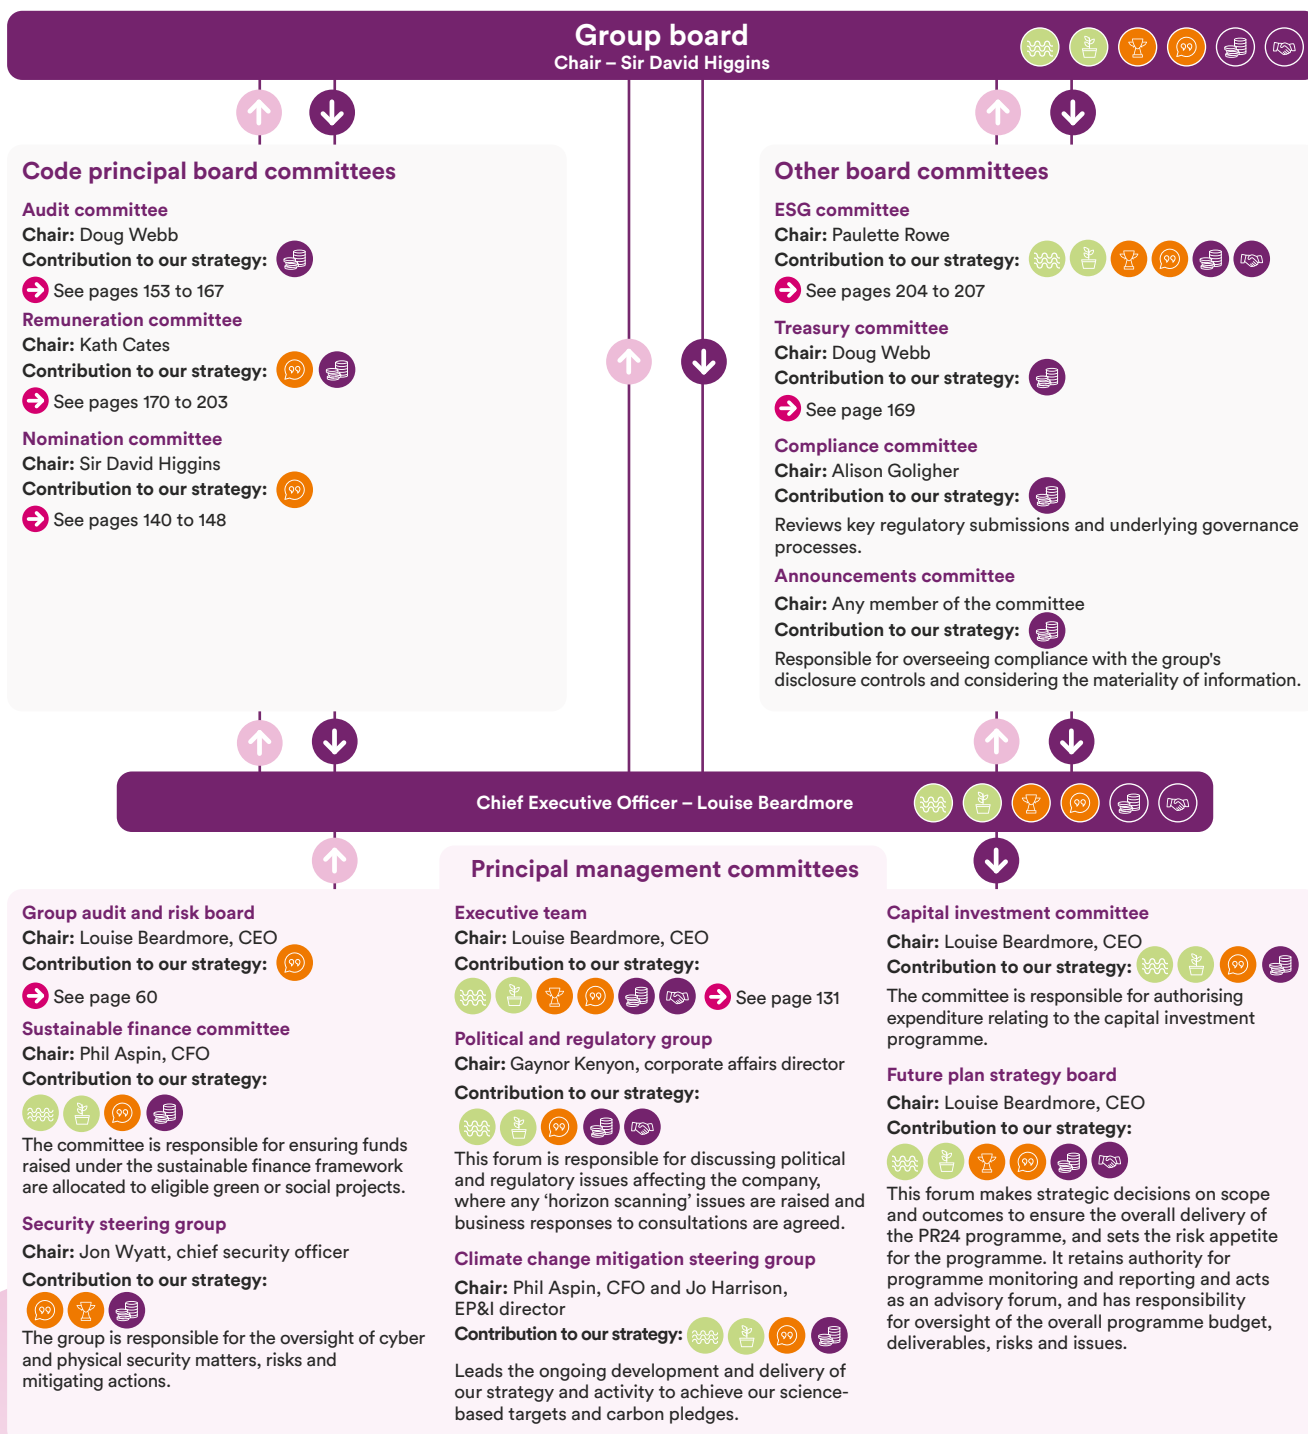 Group board
Chair – Sir David Higgins
Code principal board committees
Audit committee
Chair: Doug Webb
Contribution to our strategy:
See pages 153 to 167
Remuneration committee
Chair: Kath Cates
Contribution to our strategy:
See pages 170 to 203
Nomination committee
Chair: Sir David Higgins
Contribution to our strategy:
See pages 140 to 148
Other board committees
ESG committee
Chair: Paulette Rowe
Contribution to our strategy:
See pages 204 to 207
Treasury committee
Chair: Doug Webb
Contribution to our strategy:
See page 169
Compliance committee
Chair: Alison Goligher
Contribution to our strategy:
Reviews key regulatory submissions and underlying governance
processes.
Announcements committee
Chair: Any member of the committee
Contribution to our strategy:
Responsible for overseeing compliance with the group's
disclosure controls and considering the materiality of information.
Chief Executive Officer – Louise Beardmore
Principal management committees
Group audit and risk board
Chair: Louise Beardmore, CEO
Contribution to our strategy:
See page 60
Sustainable finance committee
Chair: Phil Aspin, CFO
Contribution to our strategy:
The committee is responsible for ensuring funds
raised under the sustainable finance framework
are allocated to eligible green or social projects.
Security steering group
Chair: Jon Wyatt, chief security officer
Contribution to our strategy:
The group is responsible for the oversight of cyber
and physical security matters, risks and
mitigating actions.
Executive team
Chair: Louise Beardmore, CEO
Contribution to our strategy:
See page 131
Political and regulatory group
Chair: Gaynor Kenyon, corporate affairs director
Contribution to our strategy:
This forum is responsible for discussing political
and regulatory issues affecting the company,
where any ‘horizon scanning’ issues are raised and
business responses to consultations are agreed.
Climate change mitigation steering group
Chair: Phil Aspin, CFO and Jo Harrison,
EP&I director
Contribution to our strategy:
Leads the ongoing development and delivery of
our strategy and activity to achieve our science-
based targets and carbon pledges.
Capital investment committee
Chair: Louise Beardmore, CEO
Contribution to our strategy:
The committee is responsible for authorising
expenditure relating to the capital investment
programme.
Future plan strategy board
Chair: Louise Beardmore, CEO
Contribution to our strategy:
This forum makes strategic decisions on scope
and outcomes to ensure the overall delivery of
the PR24 programme, and sets the risk appetite
for the programme. It retains authority for
programme monitoring and reporting and acts
as an advisory forum, and has responsibility
for oversight of the overall programme budget,
deliverables, risks and issues.